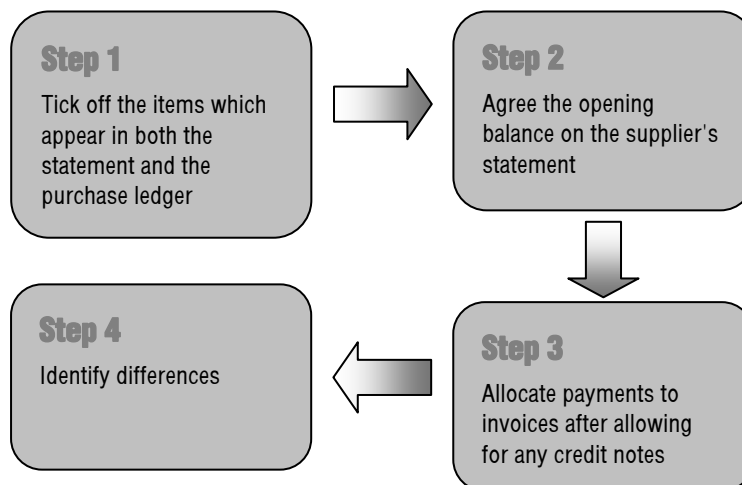 Step 1
Tick off the items which
appear in both the
statement and the
purchase ledger
Step 2
Agree the opening
balance on the supplier's
statement
Step 3
Allocate payments to
invoices after allowing
for any credit notes
Step 4
Identify differences